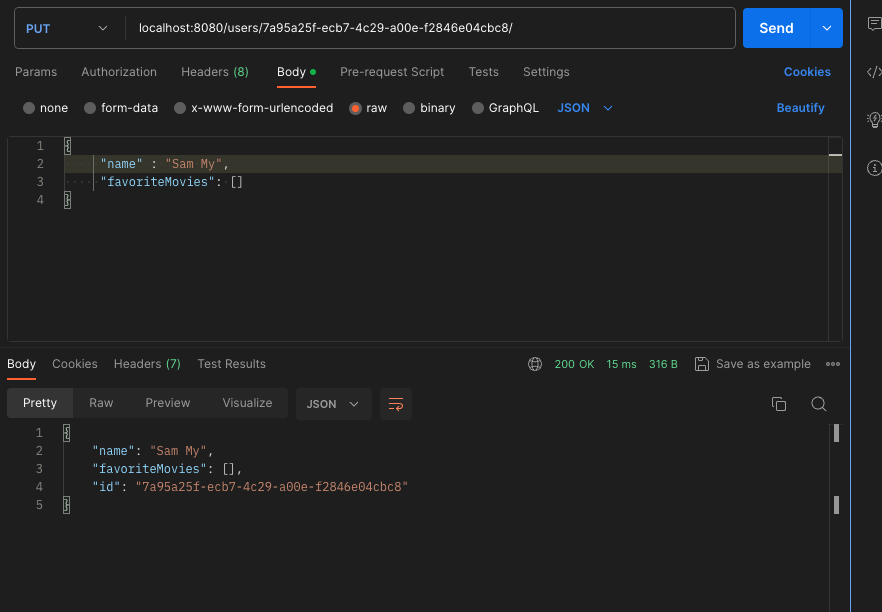 PUT localhost:8080/users/7a95a25f-ecb7-4c29-a00e-f2846e04cbc8/ Send
Params Authorization Headers (8) Body Pre-request Script Tests Settings Cookies
none form-data x-www-form-urlencoded raw binary GraphQL JSON Beautify
1 {
2 "name" : "Sam My",
3 "favoriteMovies": []
4 }
Body Cookies Headers (7) Test Results 200 OK 15 ms 316 B Save as example
Pretty Raw Preview Visualize JSON
1 {
2 "name": "Sam My",
3 "favoriteMovies": [],
4 "id": "7a95a25f-ecb7-4c29-a00e-f2846e04cbc8"
5 }